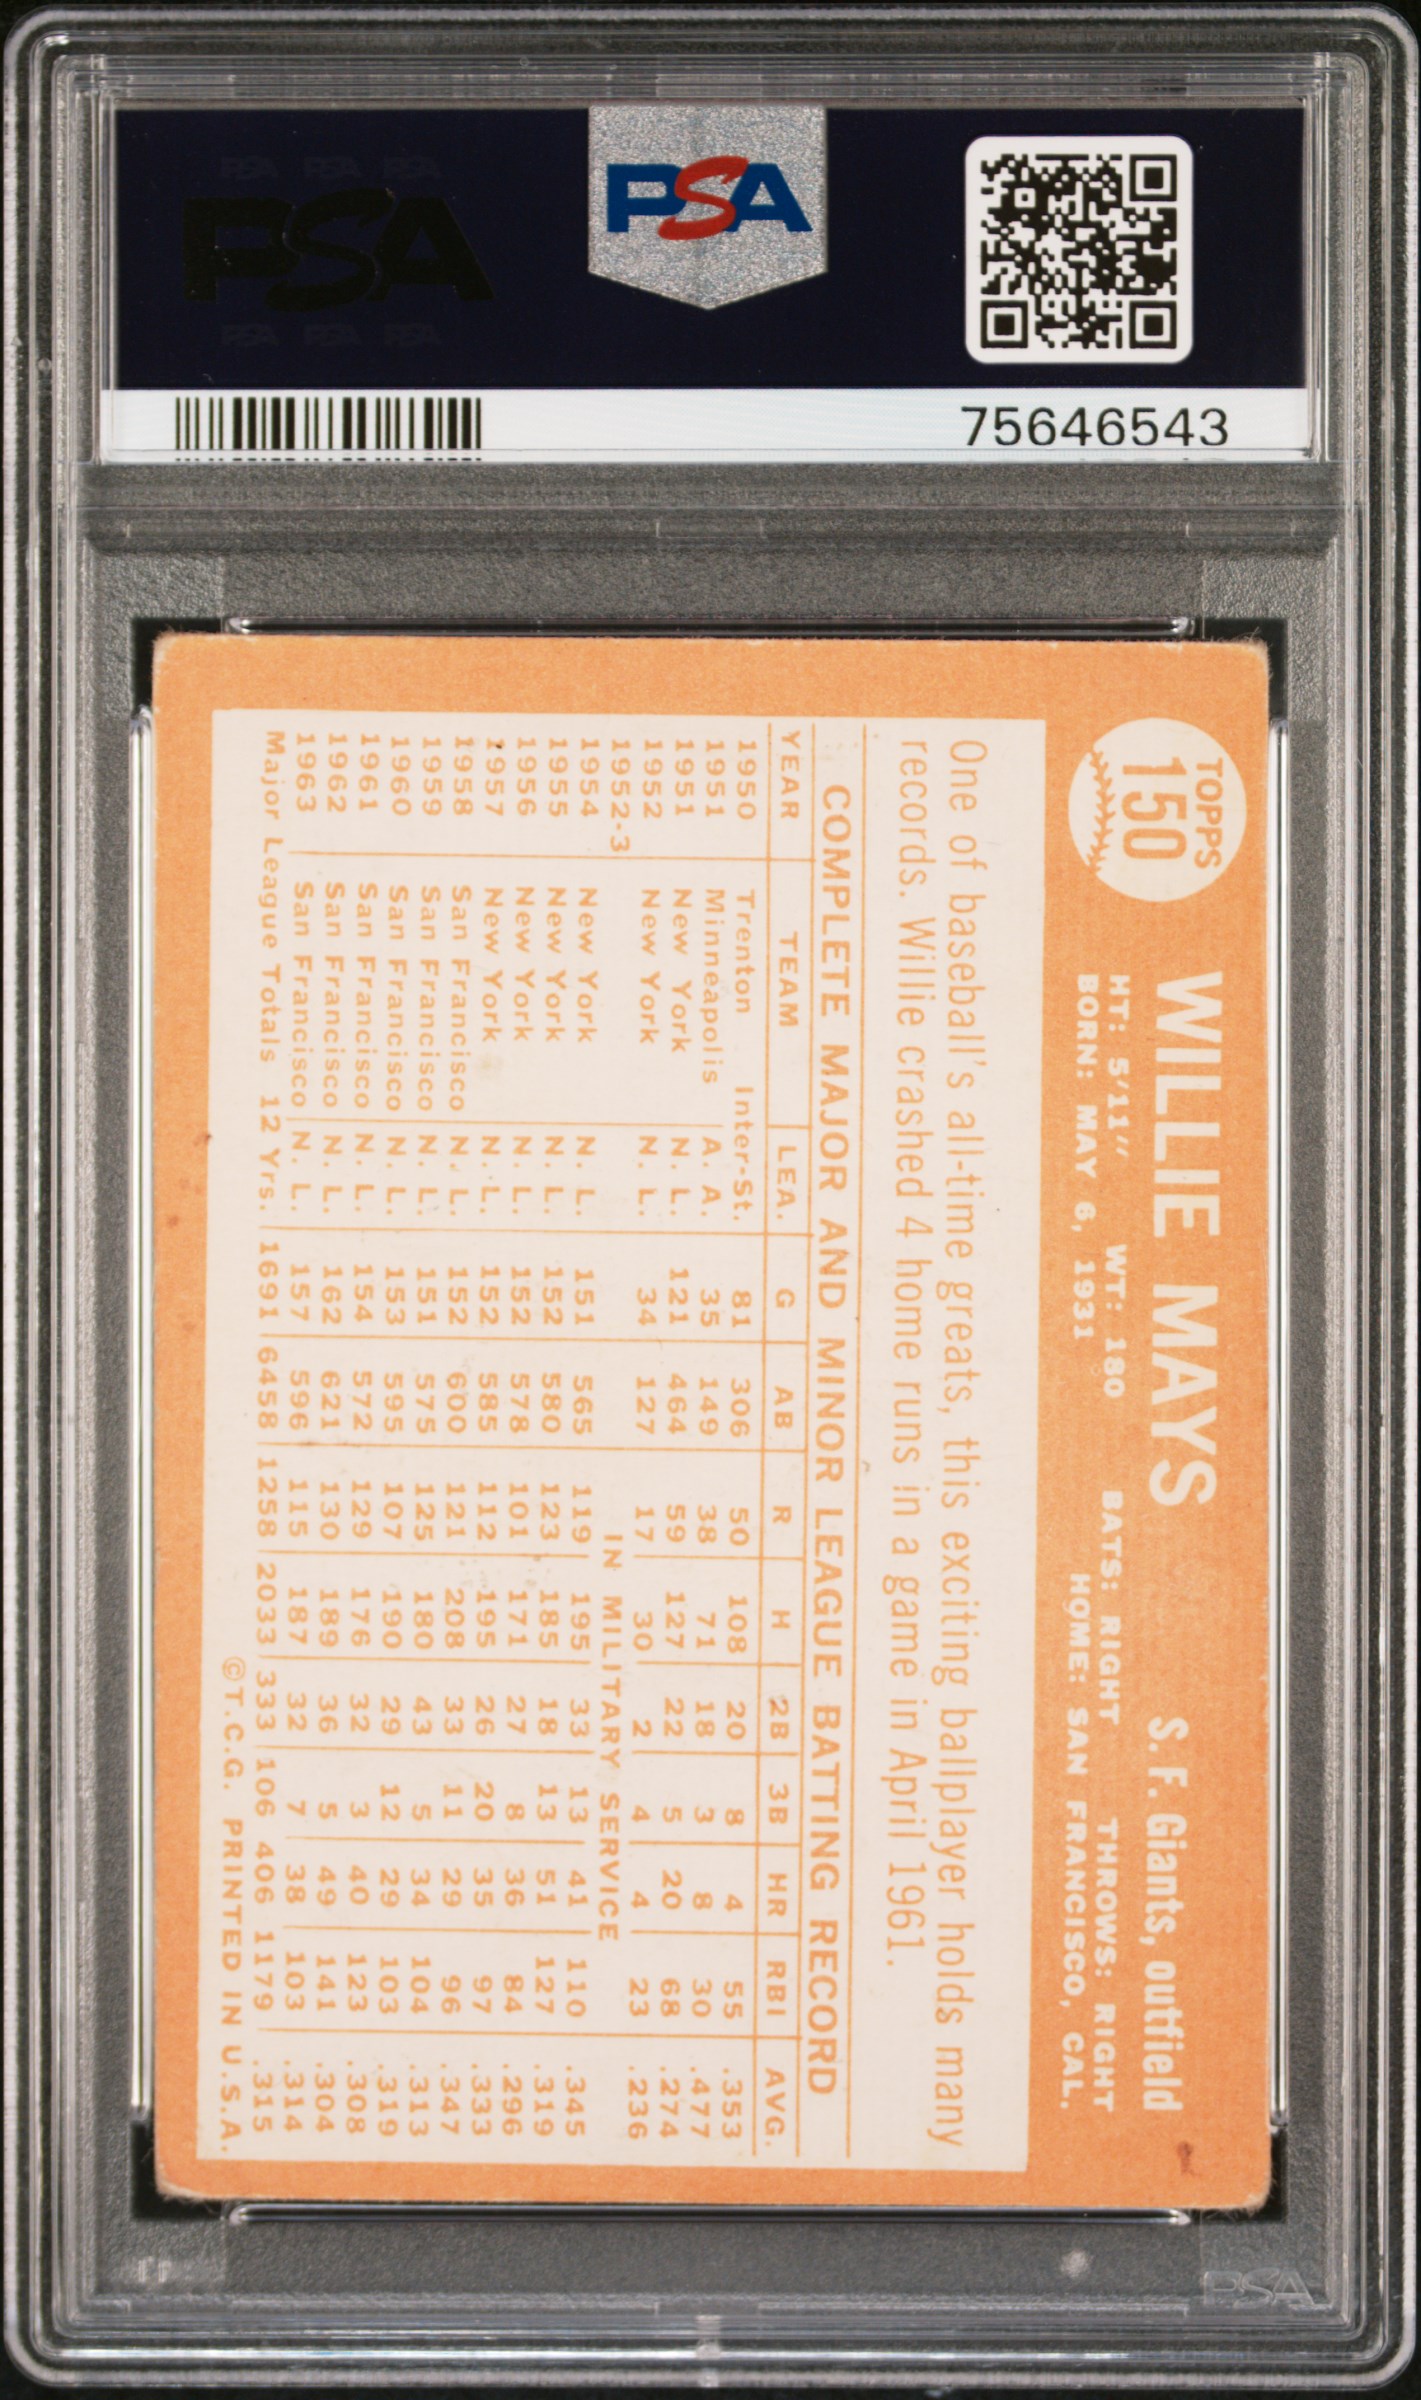 PSA PSA PSA
PSA
PSA PSA PSA
PSA
75646543
TOPPS
150
WILLIE MAYS
S. F. Giants, outfield
HT: 5'11" WT: 180 BATS: RIGHT THROWS: RIGHT
BORN: MAY 6, 1931 HOME: SAN FRANCISCO, CAL.
One of baseball's all-time greats, this exciting ballplayer holds many
records. Willie crashed 4 home runs in a game in April 1961.
COMPLETE MAJOR AND MINOR LEAGUE BATTING RECORD
YEAR TEAM LEA. G AB R H 2B 3B HR RBI AVG.
1950 Trenton Inter-St. 81 306 50 108 20 8 4 55 .353
1951 Minneapolis A. A. 35 149 38 71 18 3 8 30 .477
1951 New York N. L. 121 464 59 127 22 5 20 68 .274
1952 New York N. L. 34 127 17 30 2 4 4 23 .236
1952-3 IN MILITARY SERVICE
1954 New York N. L. 151 565 119 195 33 13 41 110 .345
1955 New York N. L. 152 580 123 185 18 13 51 127 .319
1956 New York N. L. 152 578 101 171 27 8 36 84 .296
1957 New York N. L. 152 585 112 195 26 20 35 97 .333
1958 San Francisco N. L. 152 600 121 208 33 11 29 96 .347
1959 San Francisco N. L. 151 575 125 180 43 5 34 104 .313
1960 San Francisco N. L. 153 595 107 190 29 12 29 103 .319
1961 San Francisco N. L. 154 572 129 176 32 3 40 123 .308
1962 San Francisco N. L. 162 621 130 189 36 5 49 141 .304
1963 San Francisco N. L. 157 596 115 187 32 7 38 103 .314
Major League Totals 12 Yrs. 1691 6458 1258 2033 333 106 406 1179 .315
©T.C.G. PRINTED IN U.S.A.
PSA